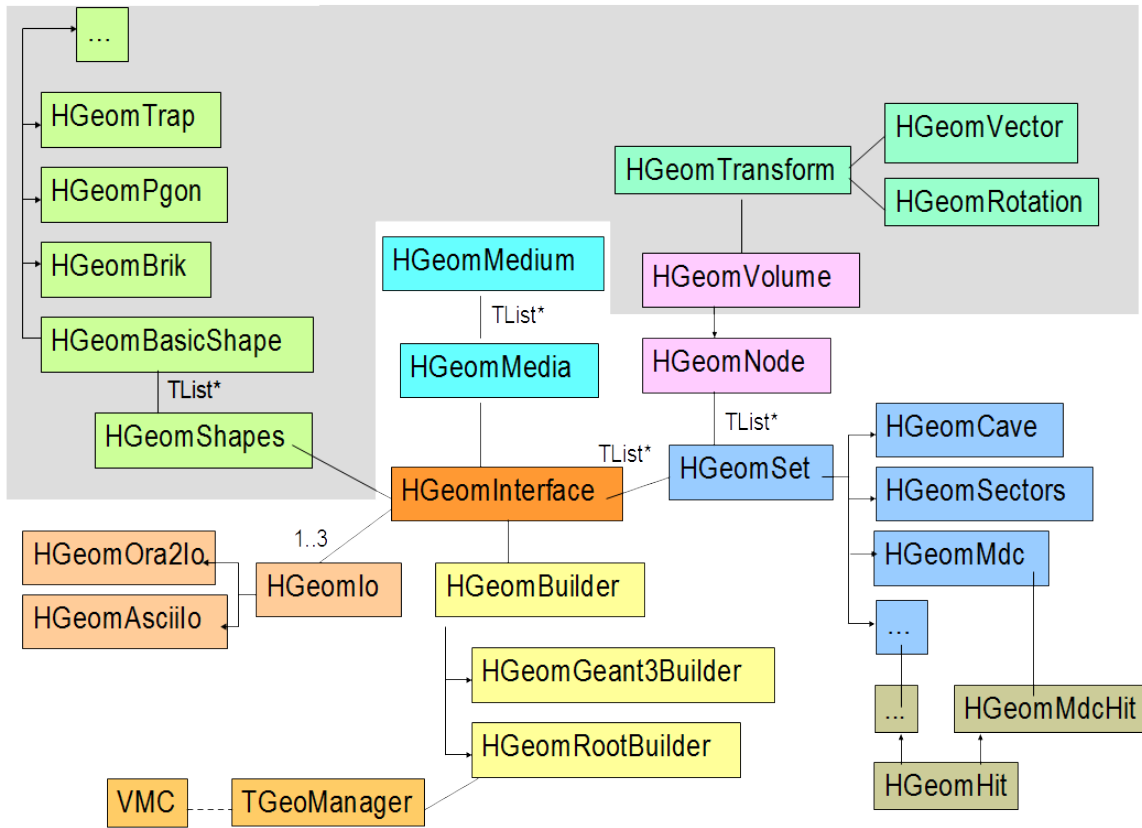 ...
HGeomTrap
HGeomVector
HGeomTransform
HGeomPgon
HGeomRotation
HGeomBrik
HGeomMedium
HGeomVolume
TList*
HGeomBasicShape
HGeomMedia
HGeomNode
TList*
HGeomShapes
TList*
HGeomCave
TList*
HGeomSet
HGeomInterface
HGeomSectors
1..3
HGeomOra2Io
HGeomMdc
HGeomIo
HGeomBuilder
HGeomAsciiIo
...
HGeomGeant3Builder
...
HGeomMdcHit
HGeomRootBuilder
HGeomHit
VMC
TGeoManager